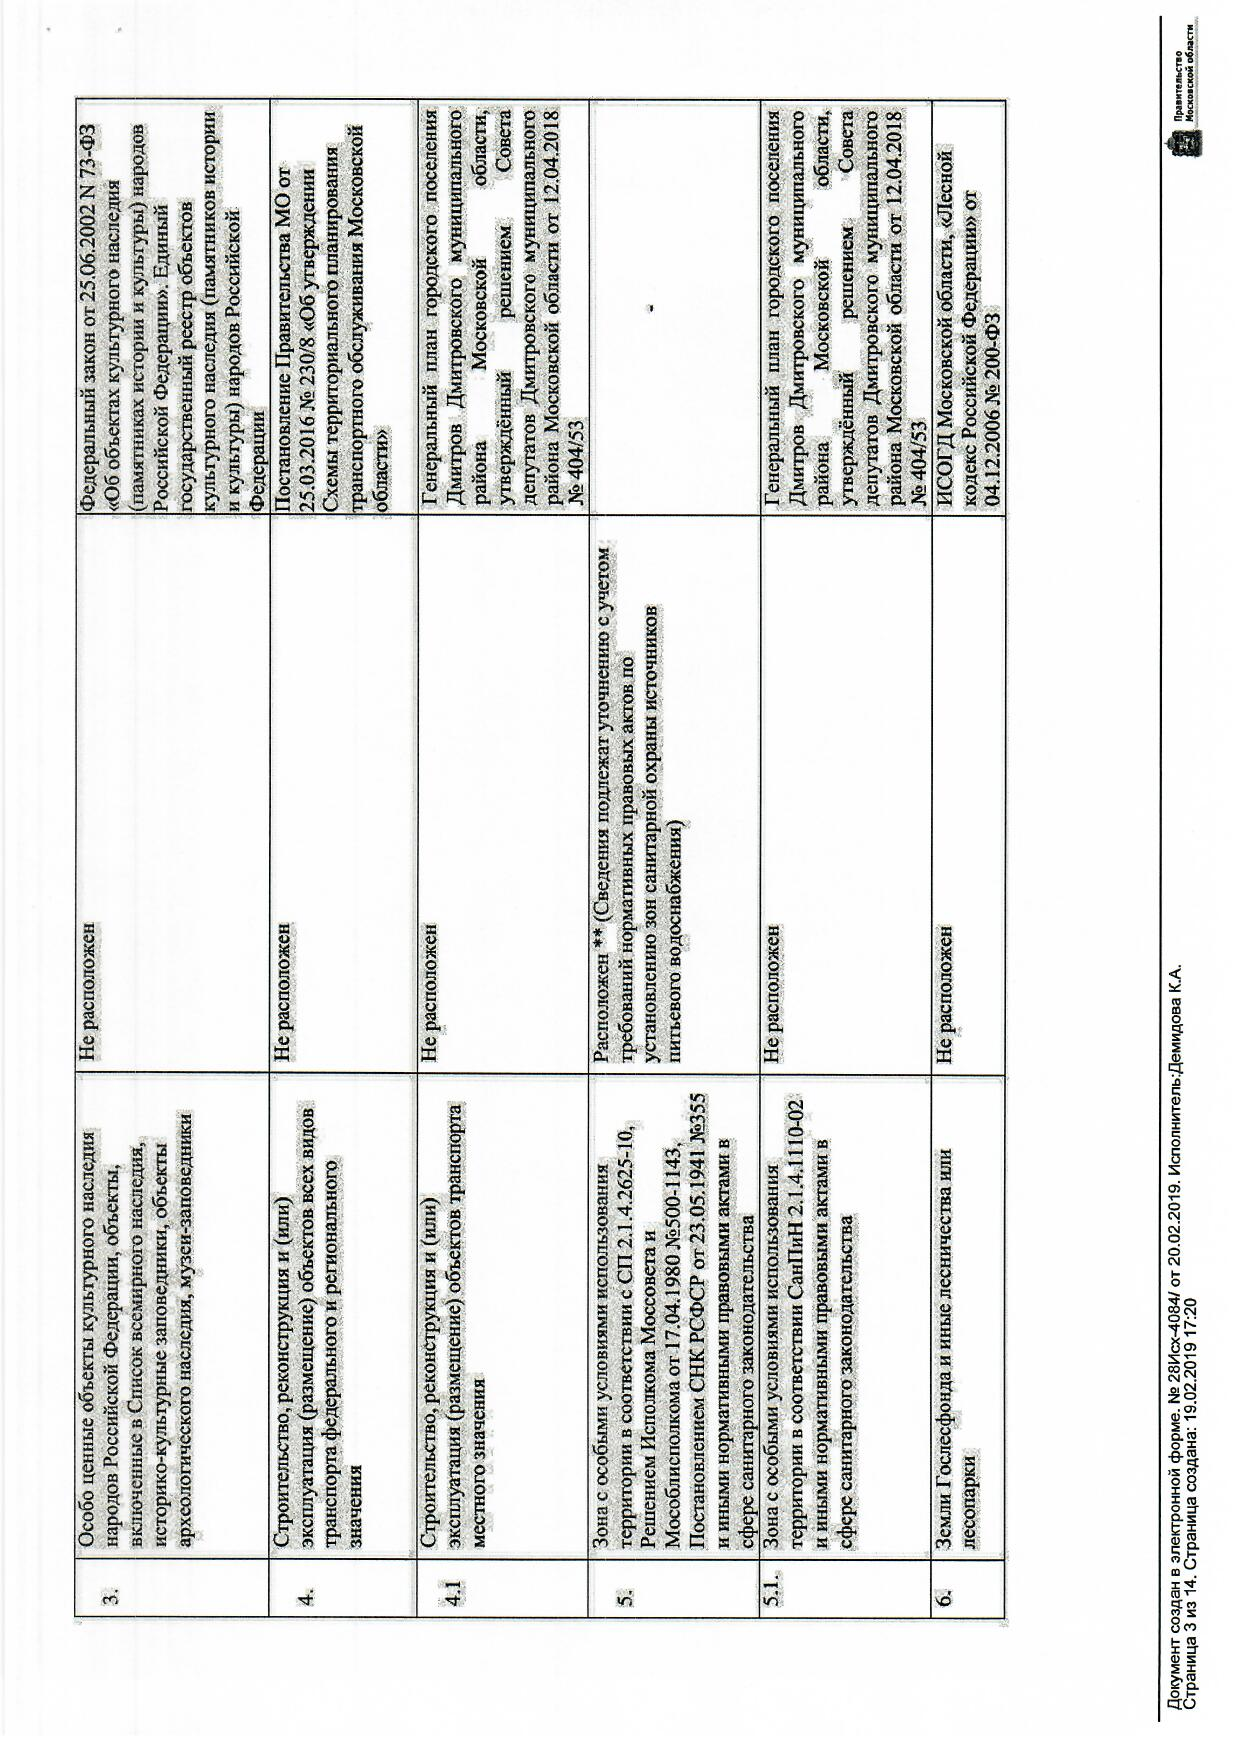 3.
Особо ценные объекты культурного наследия
народов Российской Федерации, объекты,
включенные в Список всемирного наследия,
историко-культурные заповедники, объекты
археологического наследия, музеи-заповедники
Не расположен
Федеральный закон от 25.06.2002 N 73-ФЗ
«Об объектах культурного наследия
(памятниках истории и культуры) народов
Российской Федерации». Единый
государственный реестр объектов
культурного наследия (памятников истории
и культуры) народов Российской
Федерации
4.
Строительство, реконструкция и (или)
эксплуатация (размещение) объектов всех видов
транспорта федерального и регионального
значения
Не расположен
Постановление Правительства МО от
25.03.2016 № 230/8 «Об утверждении
Схемы территориального планирования
транспортного обслуживания Московской
области»
4.1
Строительство, реконструкция и (или)
эксплуатация (размещение) объектов транспорта
местного значения
Не расположен
Генеральный план городского поселения
Дмитров Дмитровского муниципального
района Московской области,
утверждённый решением Совета
депутатов Дмитровского муниципального
района Московской области от 12.04.2018
№ 404/53
5.
Зона с особыми условиями использования
территории в соответствии с СП 2.1.4.2625-10,
Решением Исполкома Моссовета и
Мособлисполкома от 17.04.1980 №500-1143,
Постановлением СНК РСФСР от 23.05.1941 №355
и иными нормативными правовыми актами в
сфере санитарного законодательства
Расположен ** (Сведения подлежат уточнению с учетом
требований нормативных правовых актов по
установлению зон санитарной охраны источников
питьевого водоснабжения)
-
5.1.
Зона с особыми условиями использования
территории в соответствии СанПиН 2.1.4.1110-02
и иными нормативными правовыми актами в
сфере санитарного законодательства
Не расположен
Генеральный план городского поселения
Дмитров Дмитровского муниципального
района Московской области,
утверждённый решением Совета
депутатов Дмитровского муниципального
района Московской области от 12.04.2018
№ 404/53
6.
Земли Гослесфонда и иные лесничества или
лесопарки
Не расположен
ИСОГД Московской области, «Лесной
кодекс Российской Федерации» от
04.12.2006 № 200-ФЗ
Документ создан в электронной форме. № 28Исх-4084/ от 20.02.2019. Исполнитель:Демидова К.А.
Страница 3 из 14. Страница создана: 19.02.2019 17:20
Правительство
Московской области